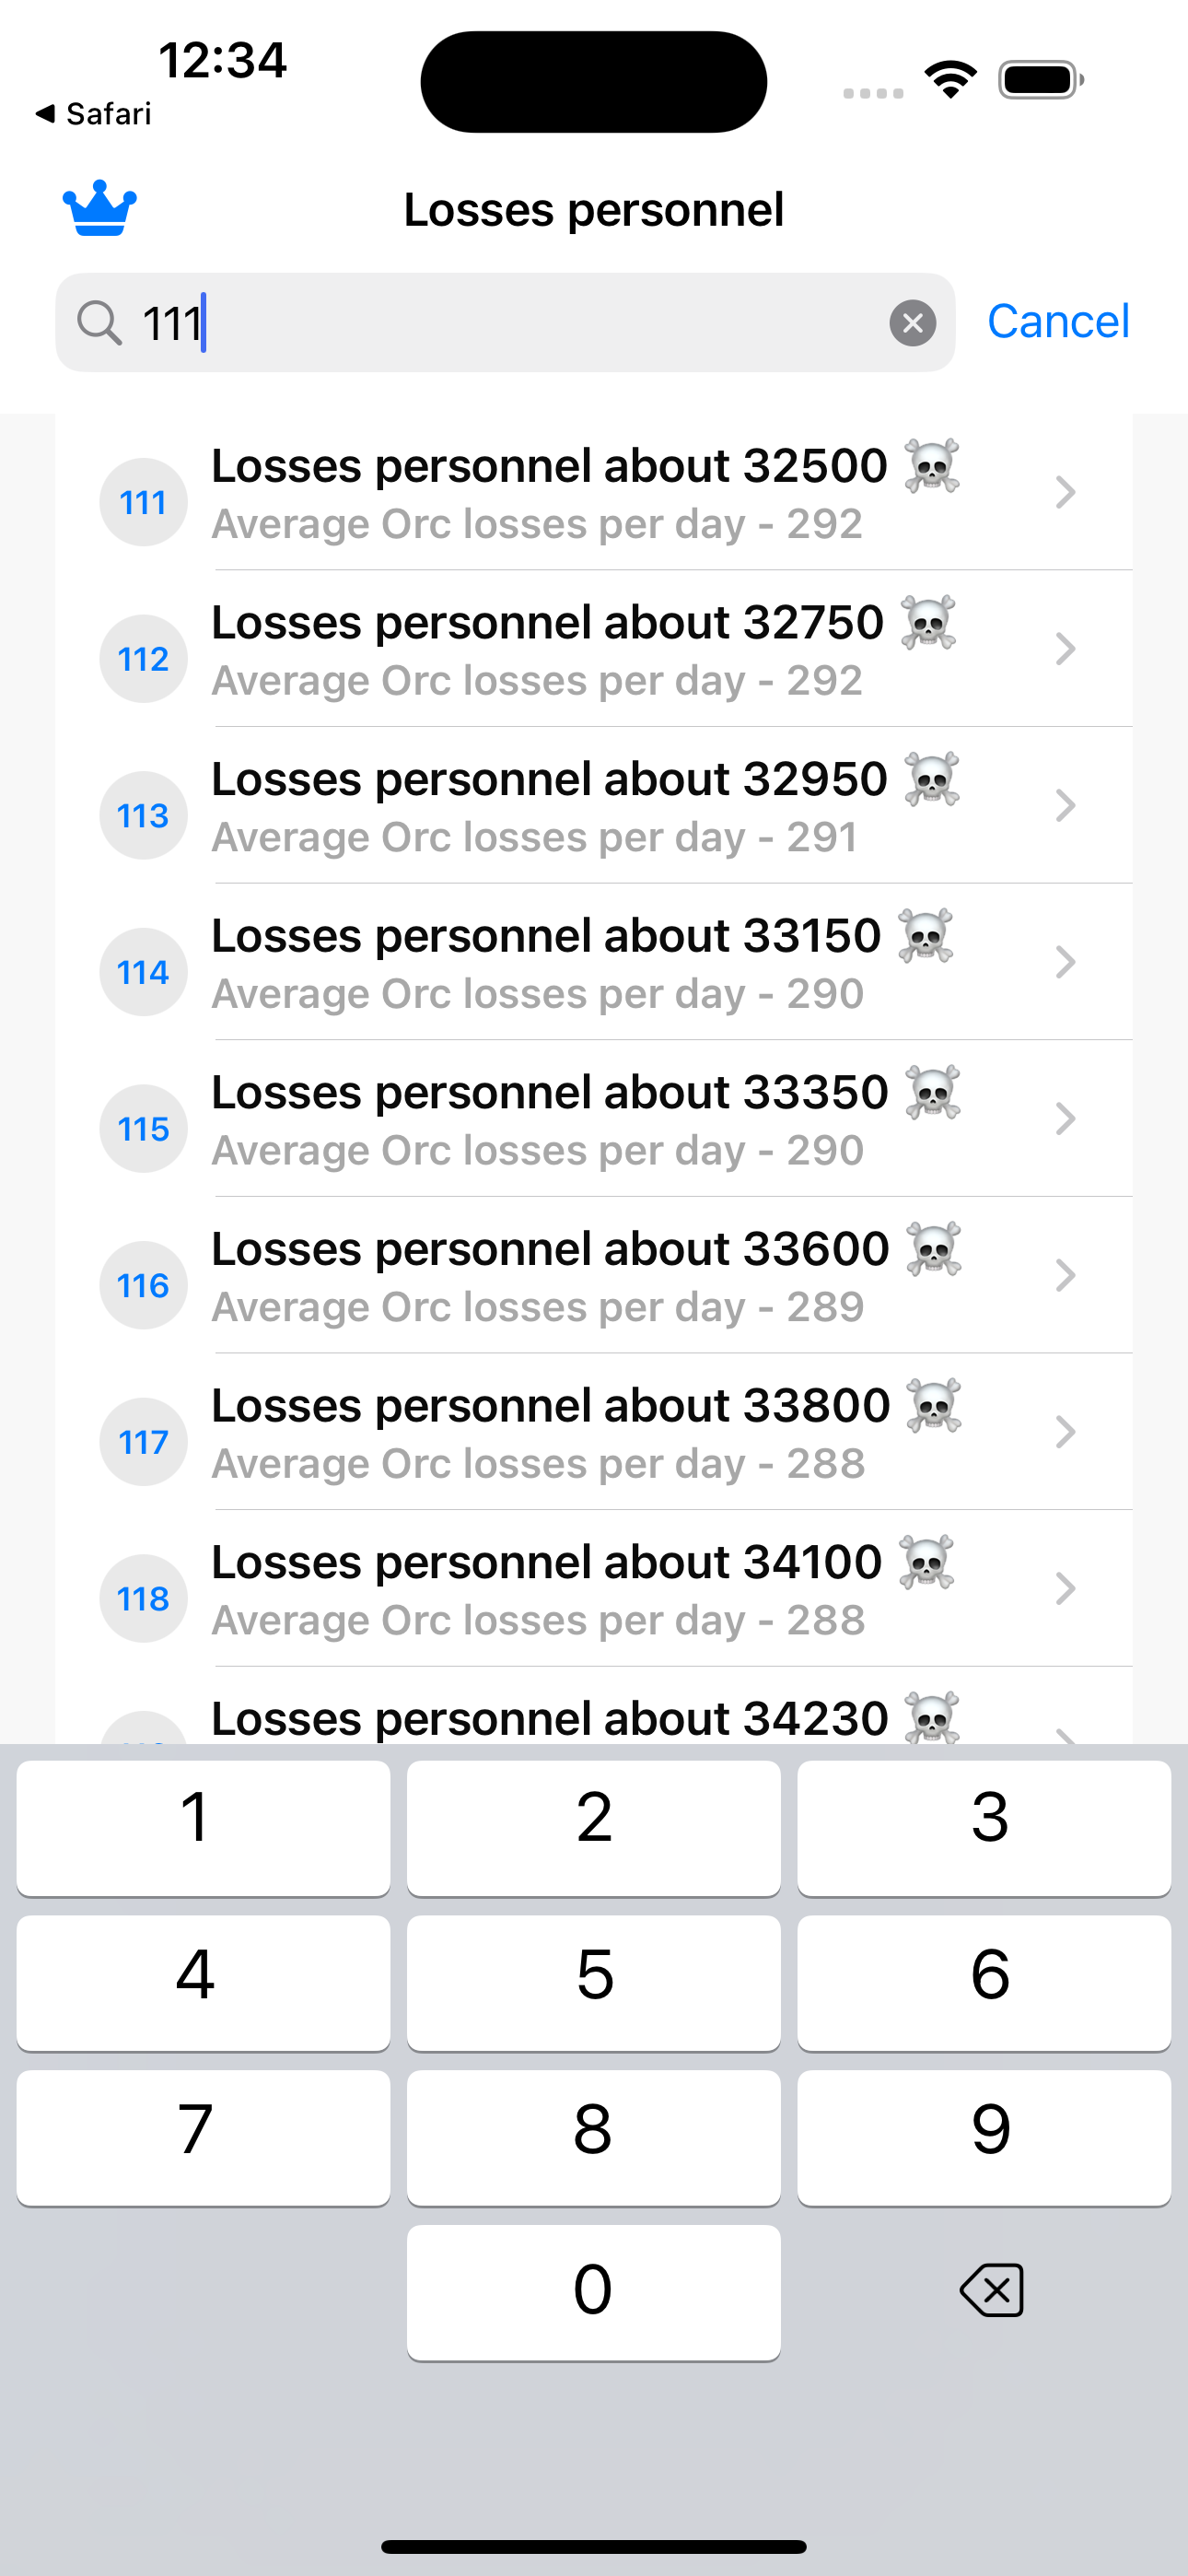 12:34
◀ Safari
Losses personnel
111
Cancel
111
Losses personnel about 32500 ☠️
Average Orc losses per day - 292
112
Losses personnel about 32750 ☠️
Average Orc losses per day - 292
113
Losses personnel about 32950 ☠️
Average Orc losses per day - 291
114
Losses personnel about 33150 ☠️
Average Orc losses per day - 290
115
Losses personnel about 33350 ☠️
Average Orc losses per day - 290
116
Losses personnel about 33600 ☠️
Average Orc losses per day - 289
117
Losses personnel about 33800 ☠️
Average Orc losses per day - 288
118
Losses personnel about 34100 ☠️
Average Orc losses per day - 288
Losses personnel about 34230 ☠️
1 2 3
4 5 6
7 8 9
0